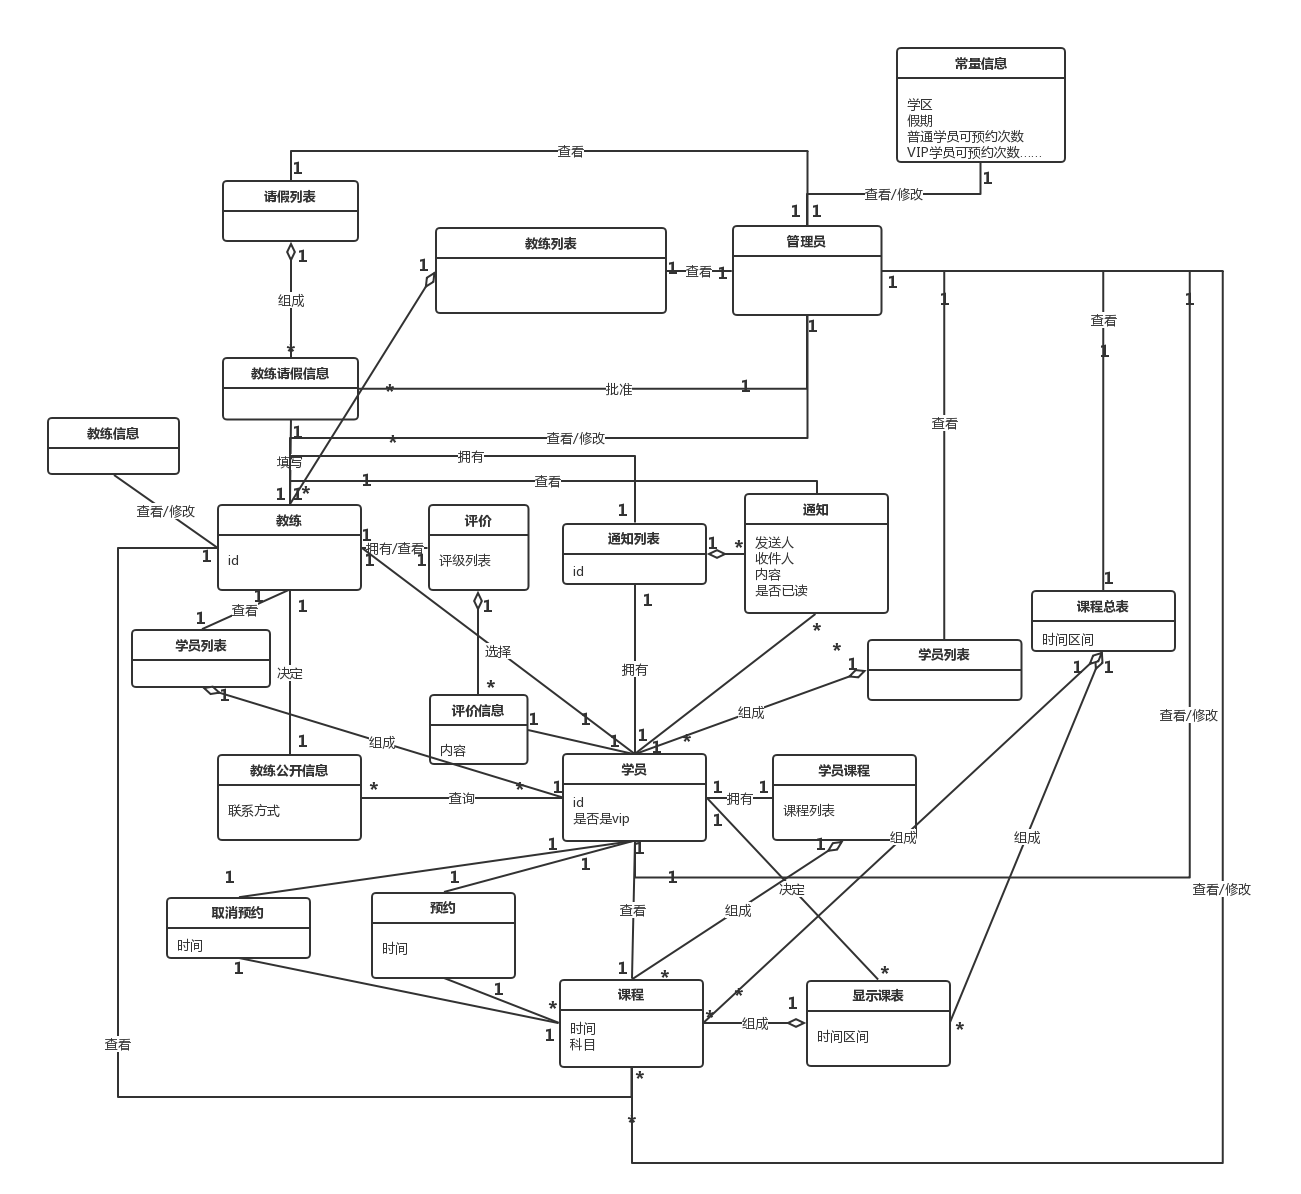 常量信息
学区
假期
普通学员可预约次数
VIP学员可预约次数……
查看
1
查看/修改
1
请假列表
1
1
管理员
教练列表
1
1
查看
1
1
组成
1
1
1
查看
1
*
1
教练请假信息
*
批准
1
教练信息
1
*
查看/修改
查看
填写
拥有
1
查看
1
1
*
查看/修改
教练
id
1
1
1
拥有/查看
1
评价
评级列表
1
通知列表
id
1
*
通知
发送人
收件人
内容
是否已读
1
查看
1
1
1
1
*
课程总表
时间区间
1
学员列表
决定
选择
拥有
*
1
学员列表
1
1
1
*
评价信息
内容
组成
查看/修改
1
1
1
1
1
*
组成
1
组成
教练公开信息
联系方式
*
查询
*
1
学员
id
是否是vip
1
拥有
1
1
学员课程
课程列表
组成
组成
1
1
1
1
1
1
1
决定
查看/修改
取消预约
时间
预约
时间
查看
组成
1
1
1
*
*
*
1
*
*
1
课程
时间
科目
组成
显示课表
时间区间
*
查看
*
*